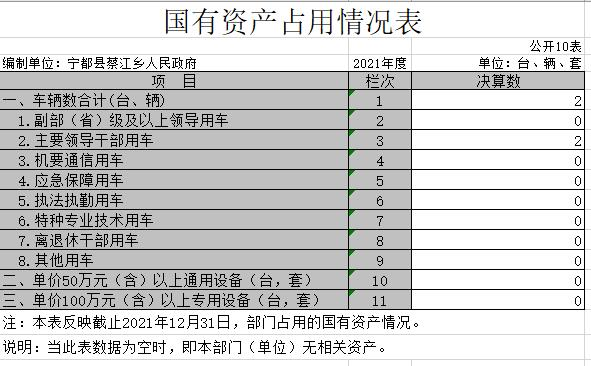 国有资产占用情况表
公开10表
编制单位：宁都县蔡江乡人民政府 2021年度 单位：台、辆、套
项 目 栏次 决算数
一、车辆数合计(台、辆) 1 2
1.副部（省）级及以上领导用车 2 0
2.主要领导干部用车 3 2
3.机要通信用车 4 0
4.应急保障用车 5 0
5.执法执勤用车 6 0
6.特种专业技术用车 7 0
7.离退休干部用车 8 0
8.其他用车 9 0
二、单价50万元（含）以上通用设备（台，套） 10 0
三、单价100万元（含）以上专用设备（台，套） 11 0
注：本表反映截止2021年12月31日，部门占用的国有资产情况。
说明：当此表数据为空时，即本部门（单位）无相关资产。